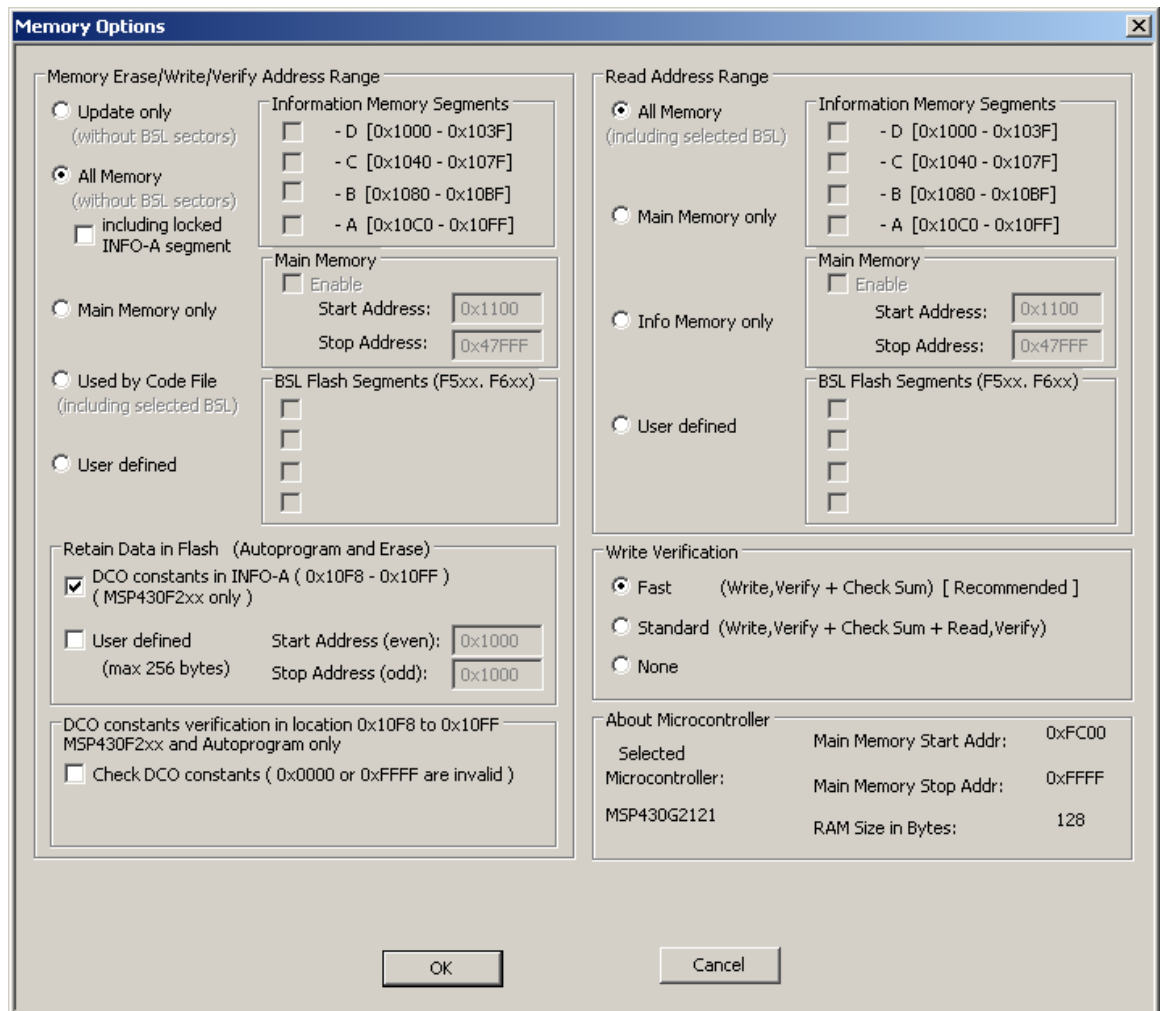 Memory Options
Memory Erase/Write/Verify Address Range
Update only
(without BSL sectors)
All Memory
(without BSL sectors)
including locked
INFO-A segment
Main Memory only
Used by Code File
(including selected BSL)
User defined
Information Memory Segments
- D [0x1000 - 0x103F]
- C [0x1040 - 0x107F]
- B [0x1080 - 0x10BF]
- A [0x10C0 - 0x10FF]
Main Memory
Enable
Start Address: 0x1100
Stop Address: 0x47FFF
BSL Flash Segments (F5xx. F6xx)
Retain Data in Flash (Autoprogram and Erase)
DCO constants in INFO-A ( 0x10F8 - 0x10FF )
( MSP430F2xx only )
User defined
(max 256 bytes)
Start Address (even): 0x1000
Stop Address (odd): 0x1000
DCO constants verification in location 0x10F8 to 0x10FF
MSP430F2xx and Autoprogram only
Check DCO constants ( 0x0000 or 0xFFFF are invalid )
Read Address Range
All Memory
(including selected BSL)
Main Memory only
Info Memory only
User defined
Information Memory Segments
- D [0x1000 - 0x103F]
- C [0x1040 - 0x107F]
- B [0x1080 - 0x10BF]
- A [0x10C0 - 0x10FF]
Main Memory
Enable
Start Address: 0x1100
Stop Address: 0x47FFF
BSL Flash Segments (F5xx. F6xx)
Write Verification
Fast (Write,Verify + Check Sum) [ Recommended ]
Standard (Write,Verify + Check Sum + Read,Verify)
None
About Microcontroller
Selected
Microcontroller:
MSP430G2121
Main Memory Start Addr: 0xFC00
Main Memory Stop Addr: 0xFFFF
RAM Size in Bytes: 128
OK
Cancel